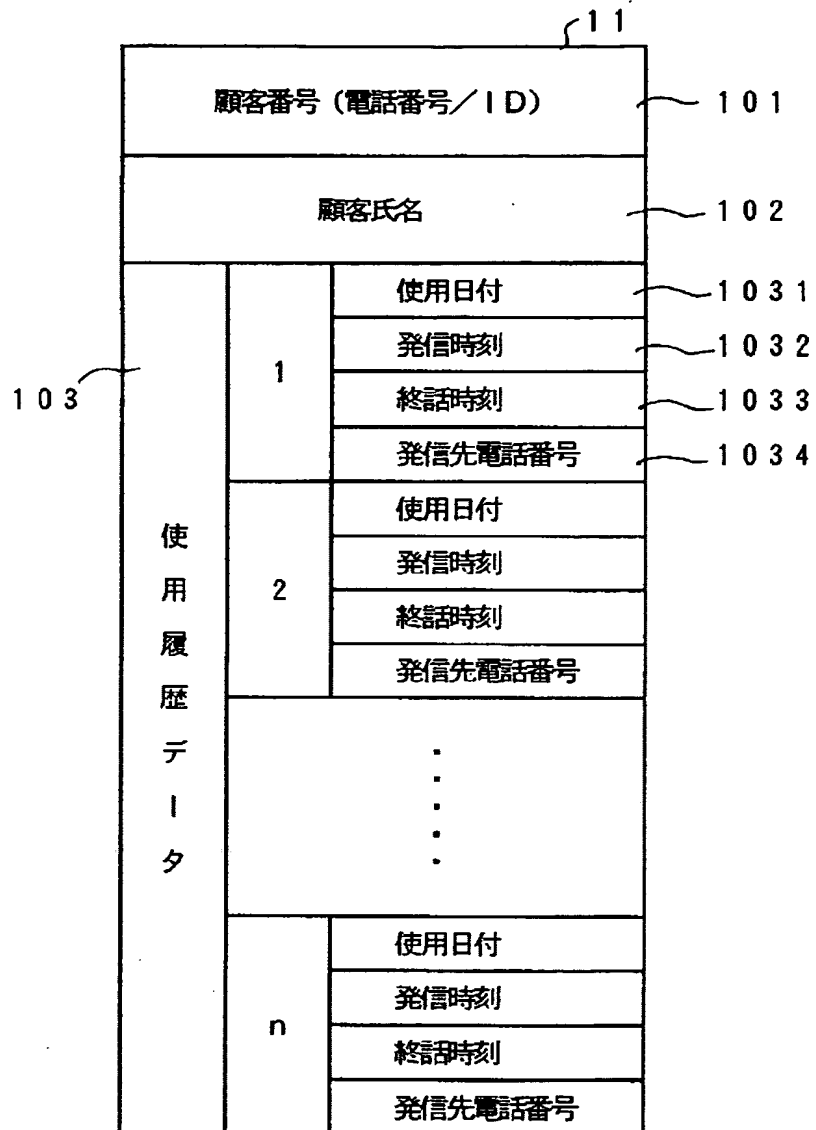 11
顧客番号(電話番号/ID) 101
顧客氏名 102
使用履歴データ 103
1
使用日付 1031
発信時刻 1032
終話時刻 1033
発信先電話番号 1034
2
使用日付
発信時刻
終話時刻
発信先電話番号
n
使用日付
発信時刻
終話時刻
発信先電話番号